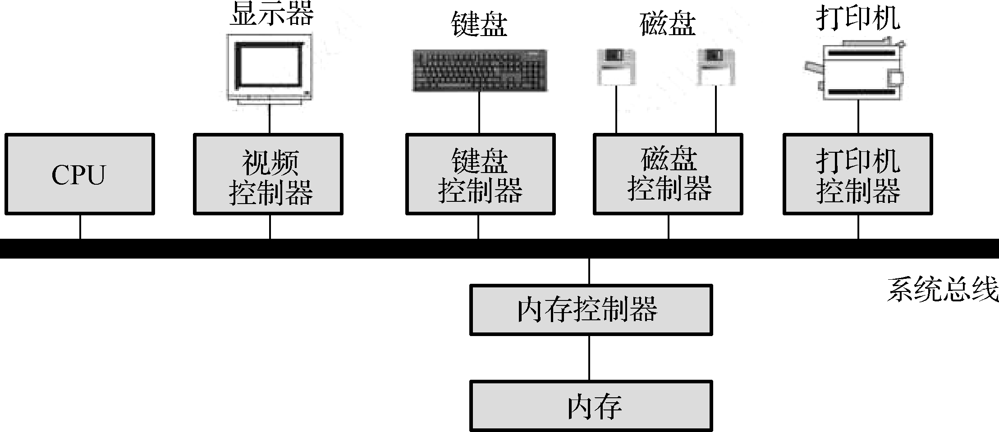 显示器
键盘
磁盘
打印机
CPU
视频
控制器
键盘
控制器
磁盘
控制器
打印机
控制器
系统总线
内存控制器
内存